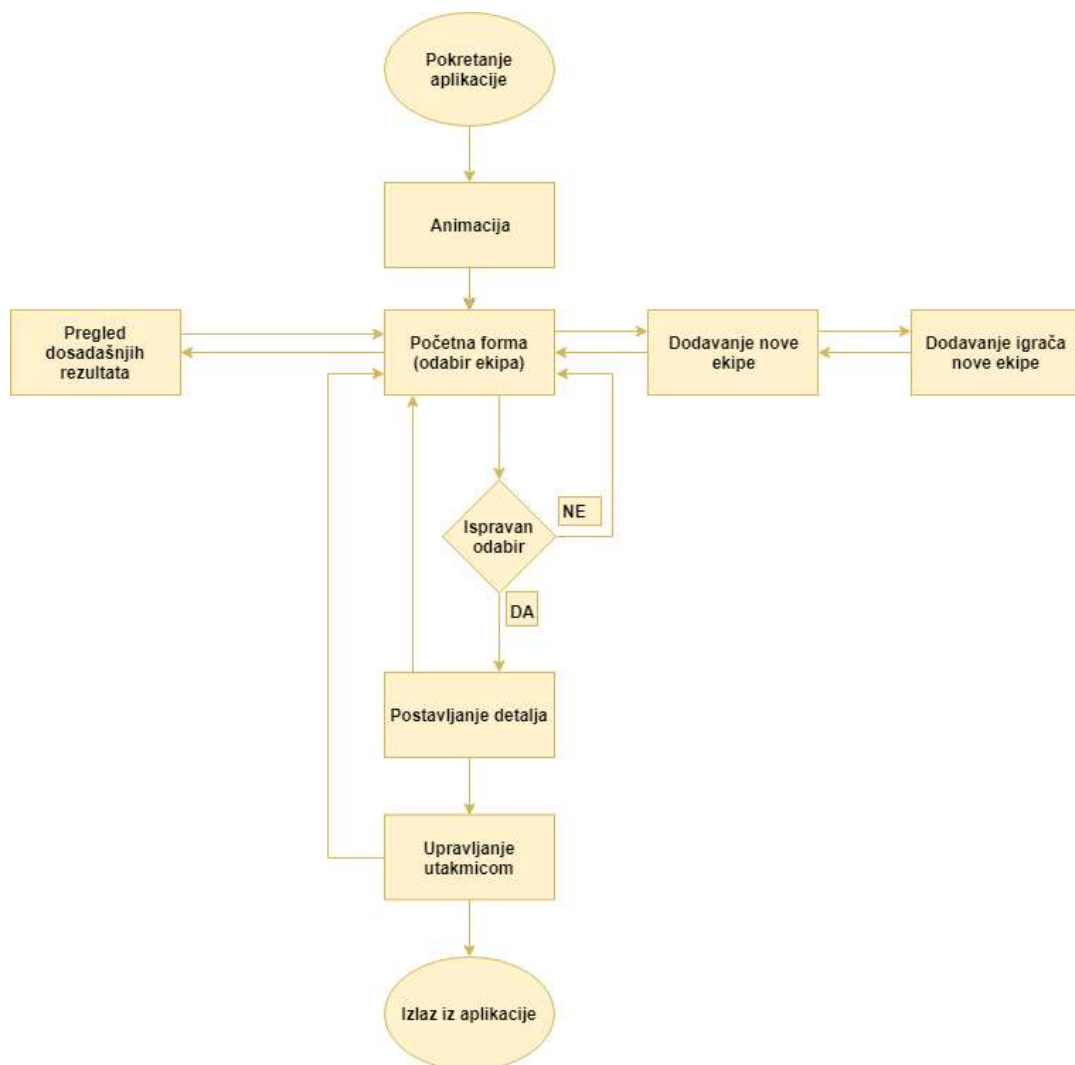 Pokretanje
aplikacije
Animacija
Pregled
dosadašnjih
rezultata
Početna forma
(odabir ekipa)
Dodavanje nove
ekipe
Dodavanje igrača
nove ekipe
Ispravan
odabir
NE
DA
Postavljanje detalja
Upravljanje
utakmicom
Izlaz iz aplikacije